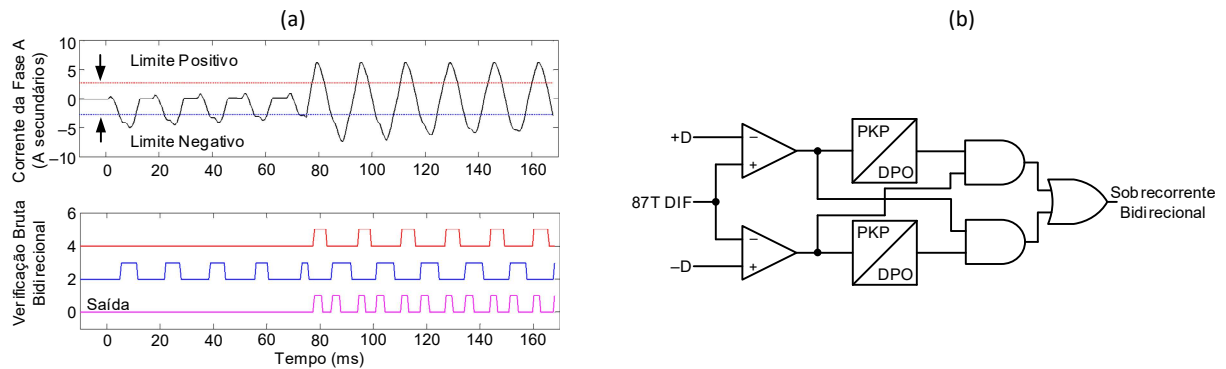 (a)
(b)
Corrente da Fase A
(A secundários)
10
5
0
−5
−10
Limite Positivo
Limite Negativo
0 20 40 60 80 100 120 140 160
Verificação Bruta
Bidirecional
6
4
2
0
Saída
0 20 40 60 80 100 120 140 160
Tempo (ms)
+D
87T DIF
−D
−
+
−
+
PKP
DPO
PKP
DPO
Sobrecorrente
Bidirecional